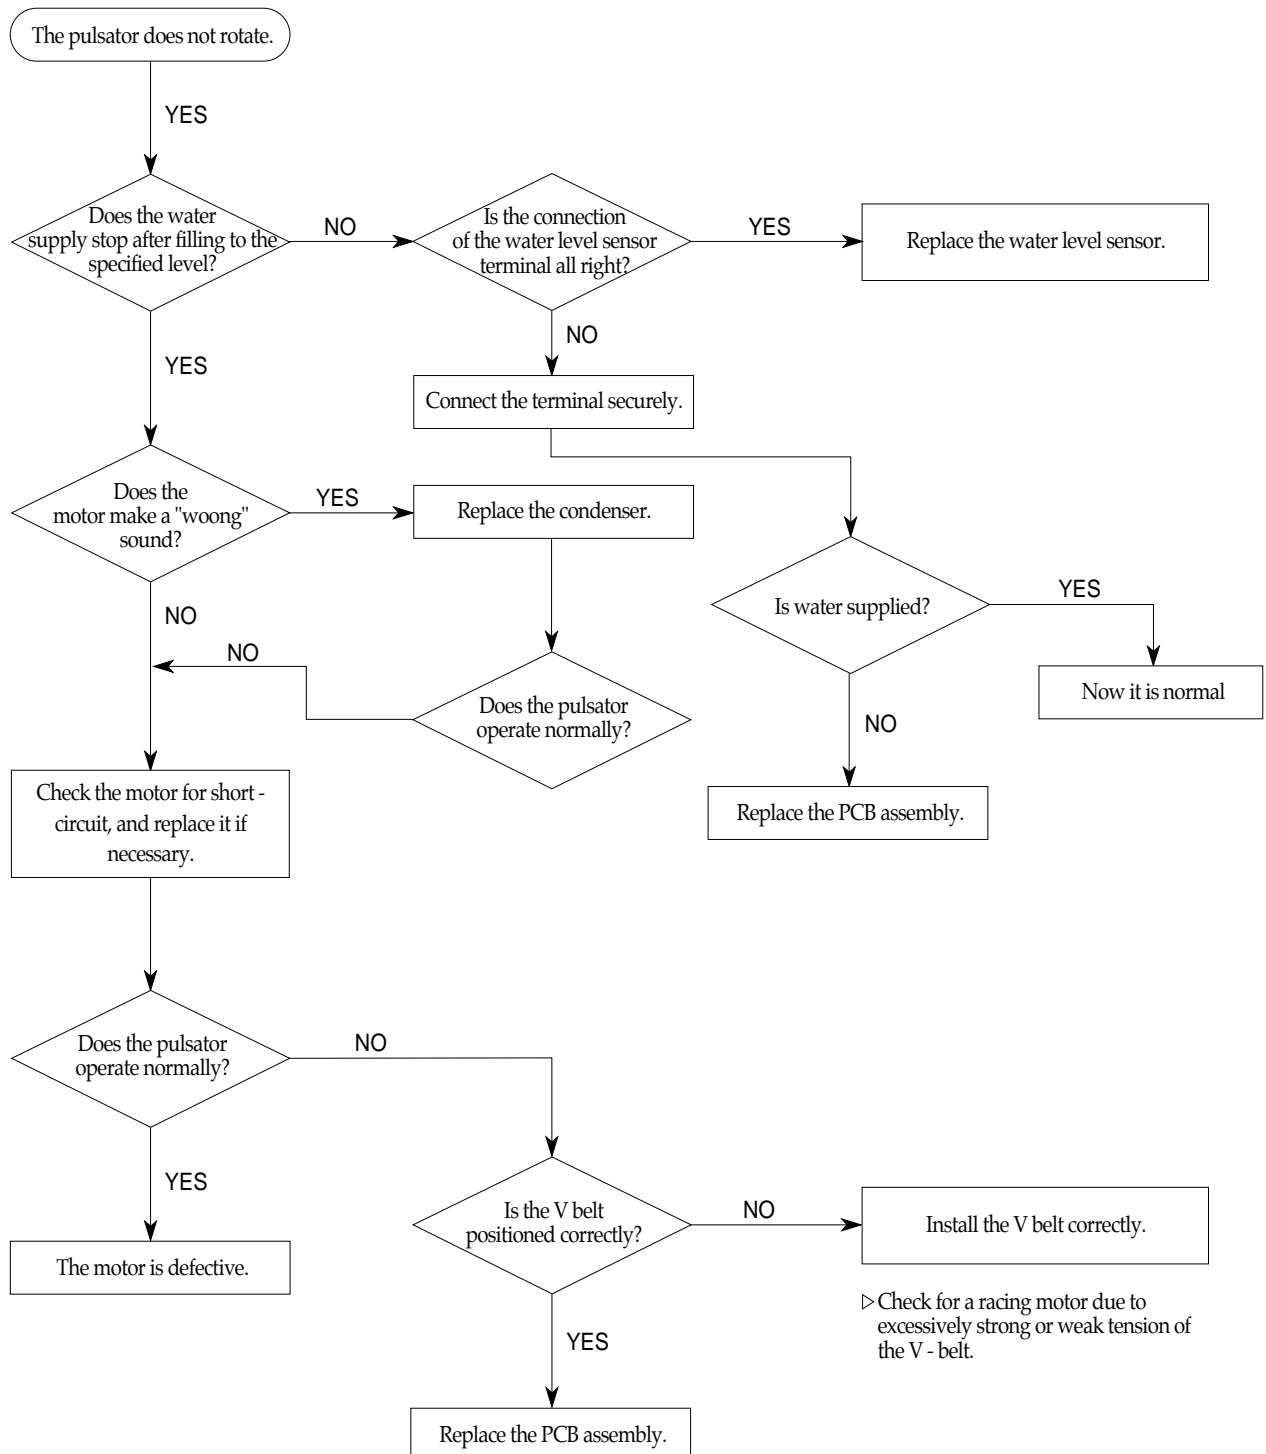 The pulsator does not rotate.
YES
Does the water
supply stop after filling to the
specified level?
NO
Is the connection
of the water level sensor
terminal all right?
YES
Replace the water level sensor.
NO
YES
Connect the terminal securely.
Does the
motor make a "woong"
sound?
YES
Replace the condenser.
Is water supplied?
YES
NO
NO
Does the pulsator
operate normally?
Now it is normal
NO
Check the motor for short -
circuit, and replace it if
necessary.
Replace the PCB assembly.
Does the pulsator
operate normally?
NO
YES
Is the V belt
positioned correctly?
NO
Install the V belt correctly.
The motor is defective.
▷ Check for a racing motor due to
excessively strong or weak tension of
the V - belt.
YES
Replace the PCB assembly.